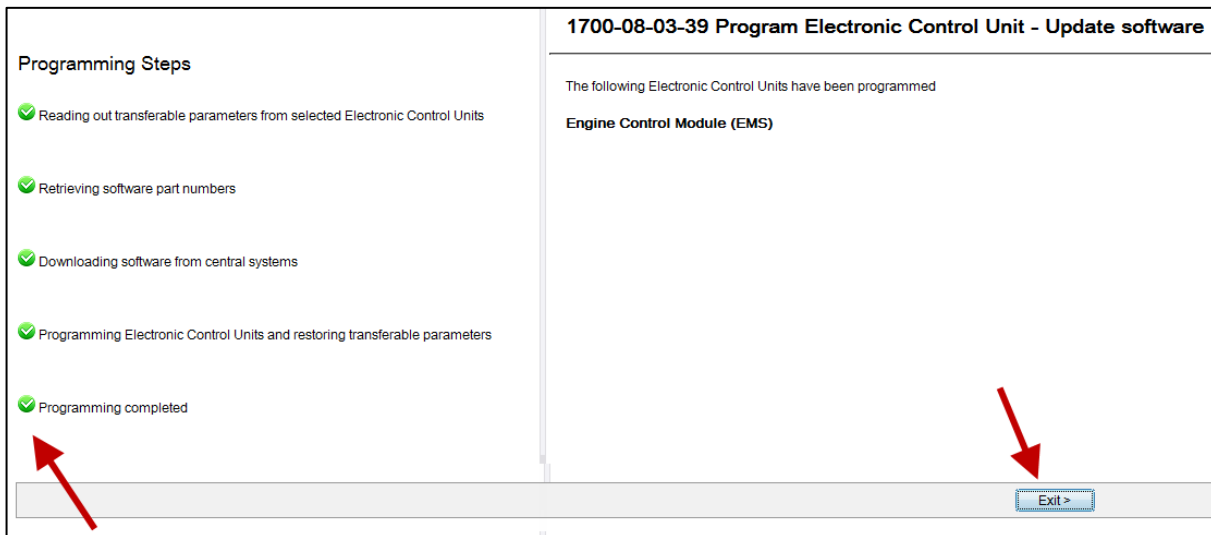 1700-08-03-39 Program Electronic Control Unit - Update software
Programming Steps
Reading out transferable parameters from selected Electronic Control Units
Retrieving software part numbers
Downloading software from central systems
Programming Electronic Control Units and restoring transferable parameters
Programming completed
The following Electronic Control Units have been programmed
Engine Control Module (EMS)
Exit >